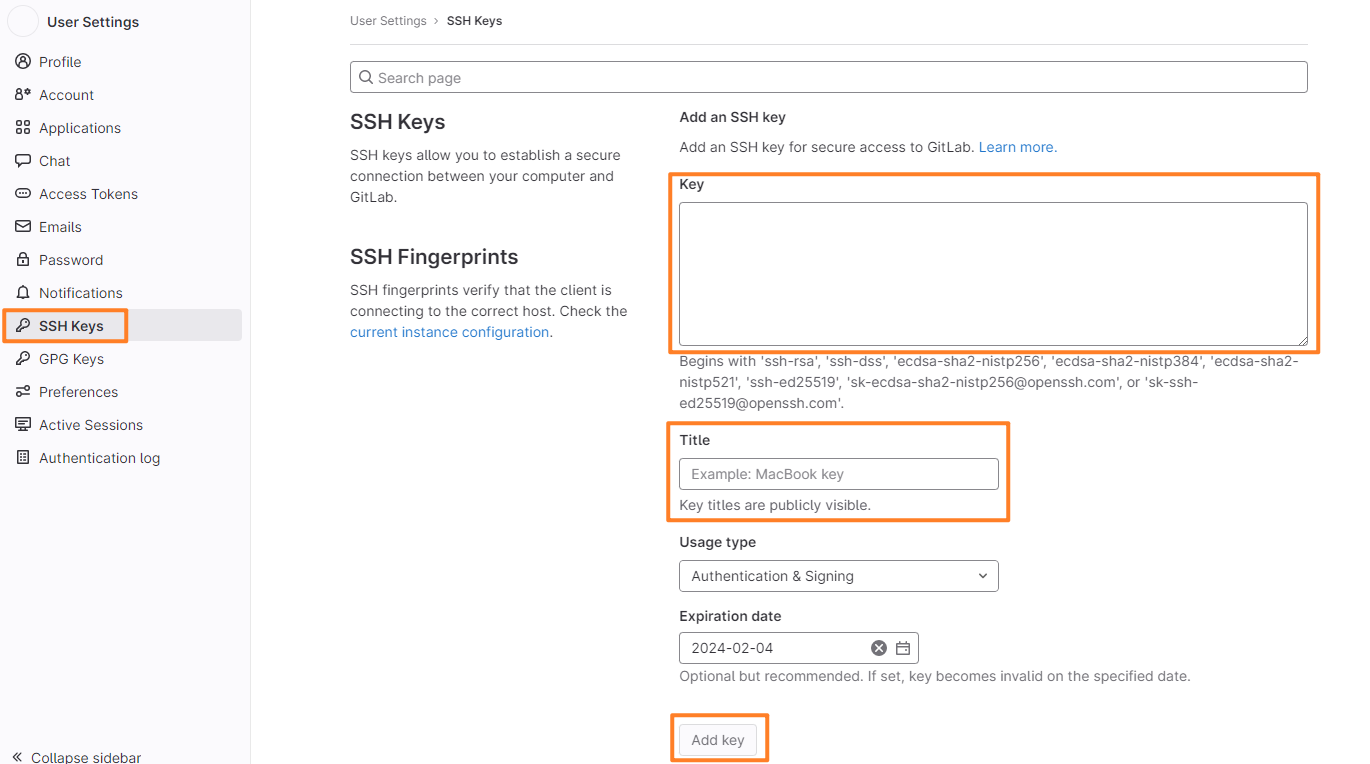 User Settings
Profile
Account
Applications
Chat
Access Tokens
Emails
Password
Notifications
SSH Keys
GPG Keys
Preferences
Active Sessions
Authentication log
Collapse sidebar
User Settings › SSH Keys
Search page
SSH Keys
SSH keys allow you to establish a secure
connection between your computer and
GitLab.
SSH Fingerprints
SSH fingerprints verify that the client is
connecting to the correct host. Check the
current instance configuration.
Add an SSH key
Add an SSH key for secure access to GitLab. Learn more.
Key
Begins with 'ssh-rsa', 'ssh-dss', 'ecdsa-sha2-nistp256', 'ecdsa-sha2-nistp384', 'ecdsa-sha2-
nistp521', 'ssh-ed25519', 'sk-ecdsa-sha2-nistp256@openssh.com', or 'sk-ssh-
ed25519@openssh.com'.
Title
Example: MacBook key
Key titles are publicly visible.
Usage type
Authentication & Signing
Expiration date
2024-02-04
Optional but recommended. If set, key becomes invalid on the specified date.
Add key